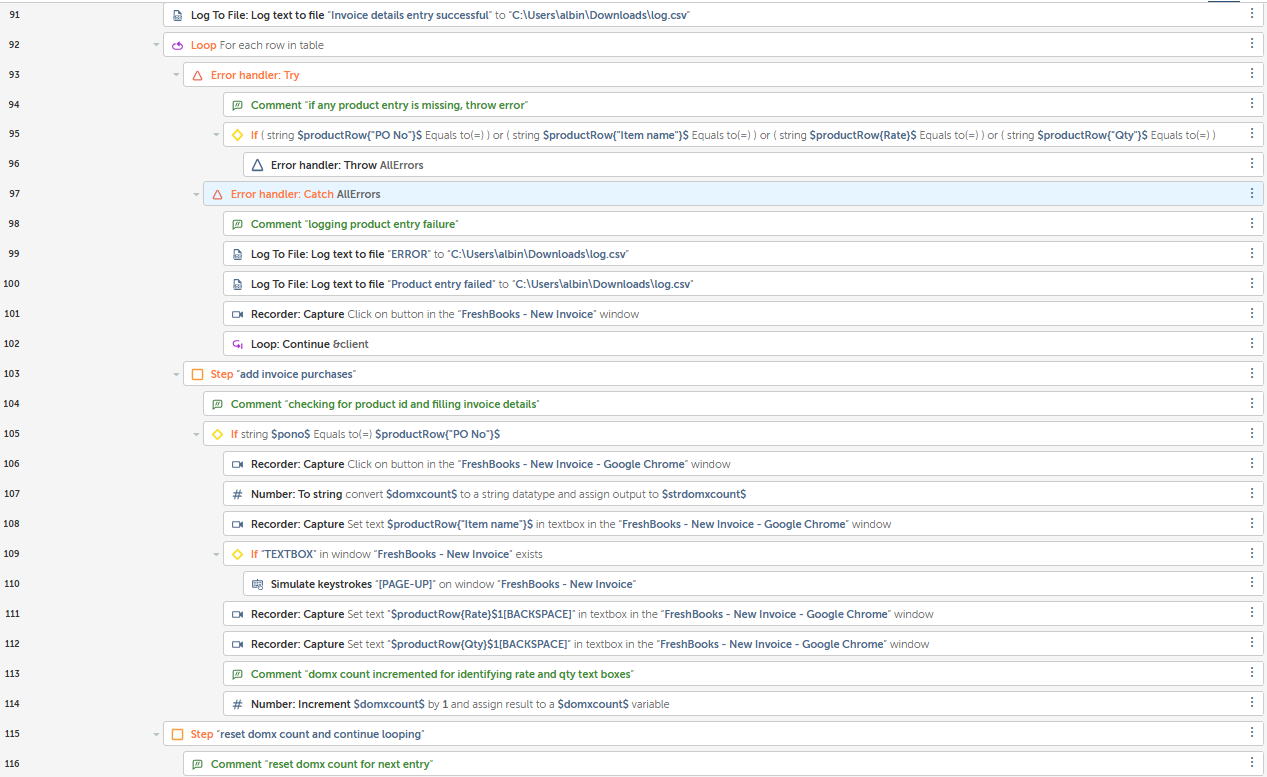 91 Log To File: Log text to file "Invoice details entry successful" to "C:\Users\albin\Downloads\log.csv"
92 Loop For each row in table
93 Error handler: Try
94 Comment "if any product entry is missing, throw error"
95 If ( string $productRow{"PO No"}$ Equals to(=) ) or ( string $productRow{"Item name"}$ Equals to(=) ) or ( string $productRow{Rate}$ Equals to(=) ) or ( string $productRow{"Qty"}$ Equals to(=) )
96 Error handler: Throw AllErrors
97 Error handler: Catch AllErrors
98 Comment "logging product entry failure"
99 Log To File: Log text to file "ERROR" to "C:\Users\albin\Downloads\log.csv"
100 Log To File: Log text to file "Product entry failed" to "C:\Users\albin\Downloads\log.csv"
101 Recorder: Capture Click on button in the "FreshBooks - New Invoice" window
102 Loop: Continue &client
103 Step "add invoice purchases"
104 Comment "checking for product id and filling invoice details"
105 If string $pono$ Equals to(=) $productRow{"PO No"}$
106 Recorder: Capture Click on button in the "FreshBooks - New Invoice - Google Chrome" window
107 Number: To string convert $domxcount$ to a string datatype and assign output to $strdomxcount$
108 Recorder: Capture Set text $productRow{"Item name"}$ in textbox in the "FreshBooks - New Invoice - Google Chrome" window
109 If "TEXTBOX" in window "FreshBooks - New Invoice" exists
110 Simulate keystrokes "[PAGE-UP]" on window "FreshBooks - New Invoice"
111 Recorder: Capture Set text "$productRow{Rate}$1[BACKSPACE]" in textbox in the "FreshBooks - New Invoice - Google Chrome" window
112 Recorder: Capture Set text "$productRow{Qty}$1[BACKSPACE]" in textbox in the "FreshBooks - New Invoice - Google Chrome" window
113 Comment "domx count incremented for identifying rate and qty text boxes"
114 Number: Increment $domxcount$ by 1 and assign result to a $domxcount$ variable
115 Step "reset domx count and continue looping"
116 Comment "reset domx count for next entry"